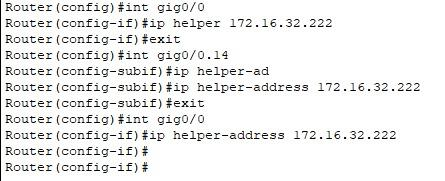 Router(config)#int gig0/0
Router(config-if)#ip helper 172.16.32.222
Router(config-if)#exit
Router(config)#int gig0/0.14
Router(config-subif)#ip helper-ad
Router(config-subif)#ip helper-address 172.16.32.222
Router(config-subif)#exit
Router(config)#int gig0/0
Router(config-if)#ip helper-address 172.16.32.222
Router(config-if)#
Router(config-if)#